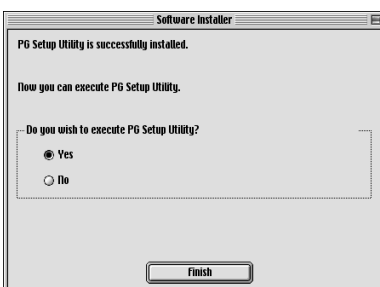 Software Installer
PG Setup Utility is successfully installed.
Now you can execute PG Setup Utility.
Do you wish to execute PG Setup Utility?
Yes
No
Finish